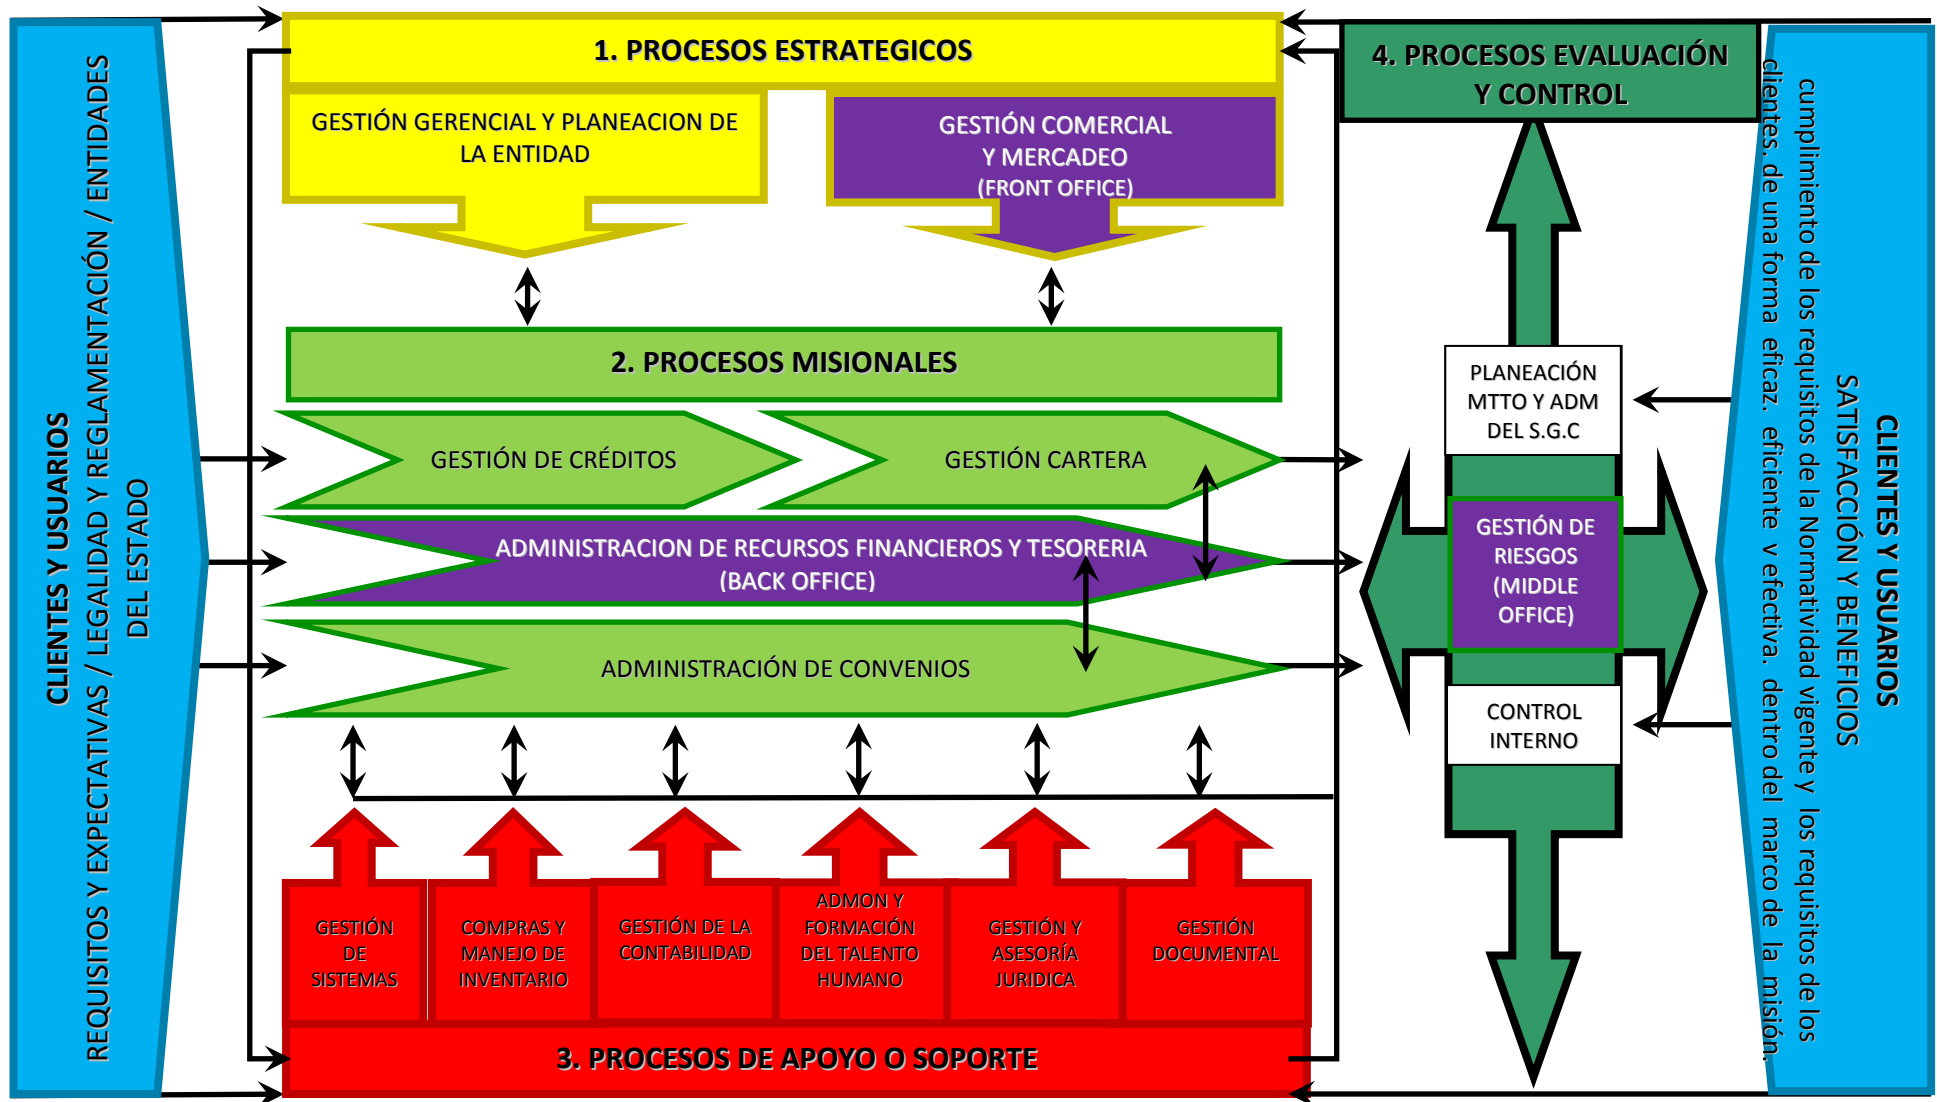 CLIENTES Y USUARIOS
REQUISITOS Y EXPECTATIVAS / LEGALIDAD Y REGLAMENTACIÓN / ENTIDADES
DEL ESTADO
1. PROCESOS ESTRATEGICOS
GESTIÓN GERENCIAL Y PLANEACION DE
LA ENTIDAD
GESTIÓN COMERCIAL
Y MERCADEO
(FRONT OFFICE)
2. PROCESOS MISIONALES
GESTIÓN DE CRÉDITOS
GESTIÓN CARTERA
ADMINISTRACION DE RECURSOS FINANCIEROS Y TESORERIA
(BACK OFFICE)
ADMINISTRACIÓN DE CONVENIOS
GESTIÓN
DE
SISTEMAS
COMPRAS Y
MANEJO DE
INVENTARIO
GESTIÓN DE LA
CONTABILIDAD
ADMON Y
FORMACIÓN
DEL TALENTO
HUMANO
GESTIÓN Y
ASESORÍA
JURIDICA
GESTIÓN
DOCUMENTAL
3. PROCESOS DE APOYO O SOPORTE
4. PROCESOS EVALUACIÓN
Y CONTROL
PLANEACIÓN
MTTO Y ADM
DEL S.G.C
GESTIÓN DE
RIESGOS
(MIDDLE
OFFICE)
CONTROL
INTERNO
CLIENTES Y USUARIOS
SATISFACCIÓN Y BENEFICIOS
cumplimiento de los requisitos de la Normatividad vigente y los requisitos de los
clientes, de una forma eficaz, eficiente y efectiva, dentro del marco de la misión.